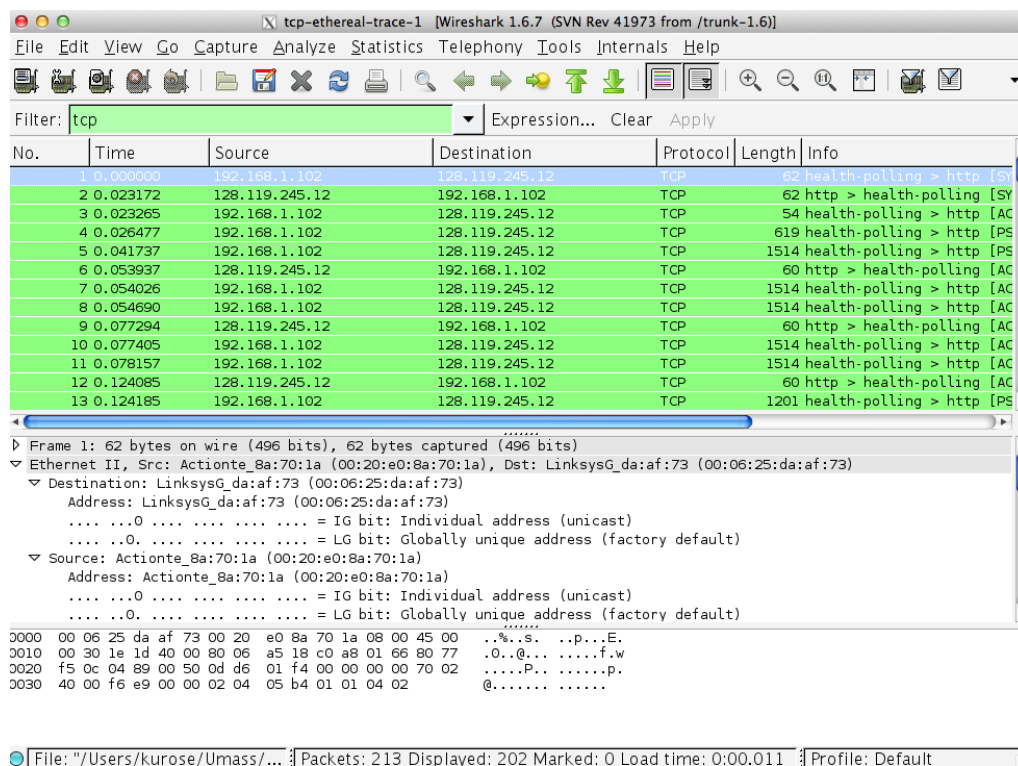 tcp-ethereal-trace-1 [Wireshark 1.6.7 (SVN Rev 41973 from /trunk-1.6)]
File Edit View Go Capture Analyze Statistics Telephony Tools Internals Help
Filter: tcp Expression... Clear Apply
No. Time Source Destination Protocol Length Info
1 0.000000 192.168.1.102 128.119.245.12 TCP 62 health-polling > http [SY
2 0.023172 128.119.245.12 192.168.1.102 TCP 62 http > health-polling [SY
3 0.023265 192.168.1.102 128.119.245.12 TCP 54 health-polling > http [AC
4 0.026477 192.168.1.102 128.119.245.12 TCP 619 health-polling > http [PS
5 0.041737 192.168.1.102 128.119.245.12 TCP 1514 health-polling > http [PS
6 0.053937 128.119.245.12 192.168.1.102 TCP 60 http > health-polling [AC
7 0.054026 192.168.1.102 128.119.245.12 TCP 1514 health-polling > http [AC
8 0.054690 192.168.1.102 128.119.245.12 TCP 1514 health-polling > http [AC
9 0.077294 128.119.245.12 192.168.1.102 TCP 60 http > health-polling [AC
10 0.077405 192.168.1.102 128.119.245.12 TCP 1514 health-polling > http [AC
11 0.078157 192.168.1.102 128.119.245.12 TCP 1514 health-polling > http [AC
12 0.124085 128.119.245.12 192.168.1.102 TCP 60 http > health-polling [AC
13 0.124185 192.168.1.102 128.119.245.12 TCP 1201 health-polling > http [PS
Frame 1: 62 bytes on wire (496 bits), 62 bytes captured (496 bits)
Ethernet II, Src: Actionte_8a:70:1a (00:20:e0:8a:70:1a), Dst: LinksysG_da:af:73 (00:06:25:da:af:73)
Destination: LinksysG_da:af:73 (00:06:25:da:af:73)
Address: LinksysG_da:af:73 (00:06:25:da:af:73)
.... ...0 .... .... .... .... = IG bit: Individual address (unicast)
.... ..0. .... .... .... .... = LG bit: Globally unique address (factory default)
Source: Actionte_8a:70:1a (00:20:e0:8a:70:1a)
Address: Actionte_8a:70:1a (00:20:e0:8a:70:1a)
.... ...0 .... .... .... .... = IG bit: Individual address (unicast)
.... ..0. .... .... .... .... = LG bit: Globally unique address (factory default)
0000 00 06 25 da af 73 00 20 e0 8a 70 1a 08 00 45 00 ..%..s. ..p...E.
0010 00 30 1e 1d 40 00 80 06 a5 18 c0 a8 01 66 80 77 .0..@... .....f.w
0020 f5 0c 04 89 00 50 0d d6 01 f4 00 00 00 00 70 02 .....P.. ......p.
0030 40 00 f6 e9 00 00 02 04 05 b4 01 01 04 02 @....... ......
File: "/Users/kurose/Umass/... Packets: 213 Displayed: 202 Marked: 0 Load time: 0:00.011 Profile: Default